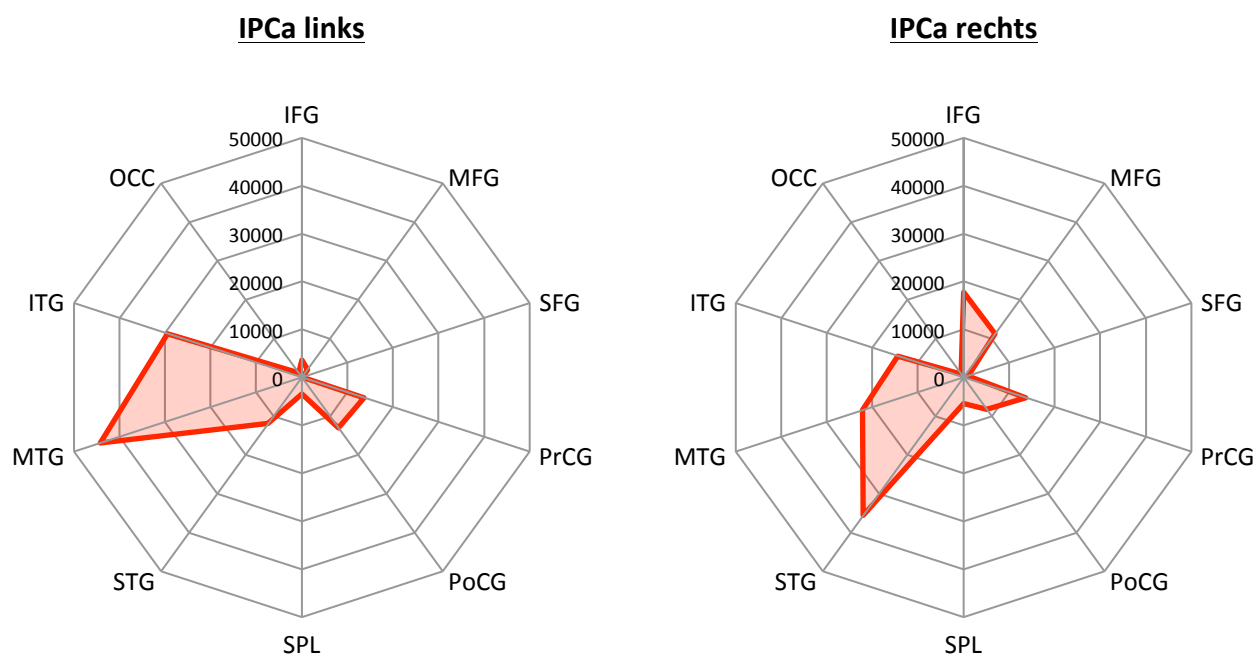 IPCa links
IFG
50000
40000
30000
20000
10000
0
MFG
SFG
PrCG
PoCG
SPL
STG
MTG
ITG
OCC
IPCa rechts
IFG
50000
40000
30000
20000
10000
0
MFG
SFG
PrCG
PoCG
SPL
STG
MTG
ITG
OCC